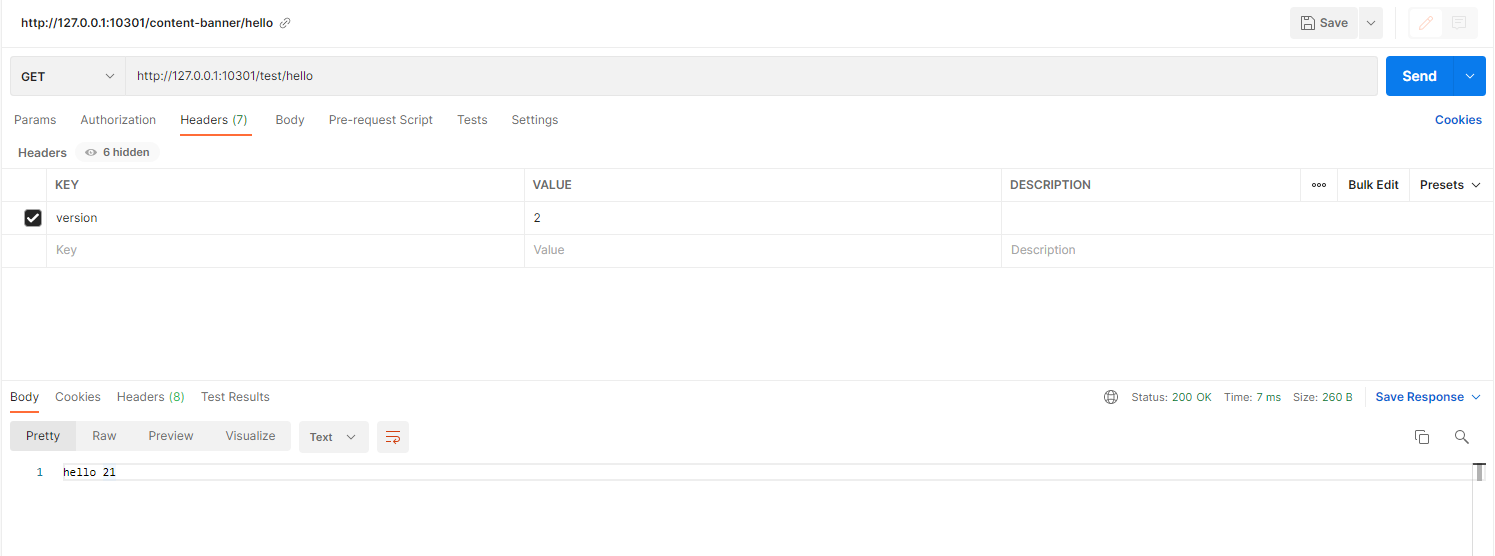 http://127.0.0.1:10301/content-banner/hello Save
GET http://127.0.0.1:10301/test/hello Send
Params Authorization Headers (7) Body Pre-request Script Tests Settings Cookies
Headers 6 hidden
KEY VALUE DESCRIPTION Bulk Edit Presets
version 2
Key Value Description
Body Cookies Headers (8) Test Results Status: 200 OK Time: 7 ms Size: 260 B Save Response
Pretty Raw Preview Visualize Text
1 hello 21